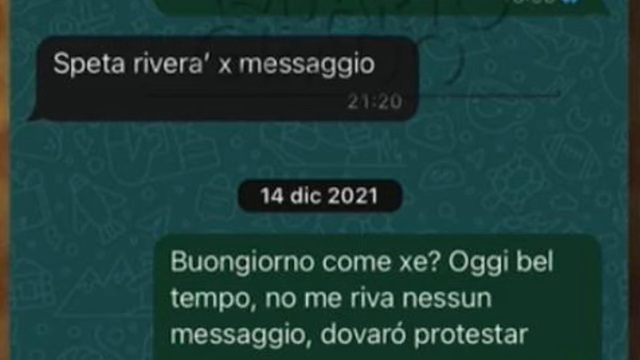 Speta rivera' x messaggio
21:20
14 dic 2021
Buongiorno come xe? Oggi bel
tempo, no me riva nessun
messaggio, dovaró protestar